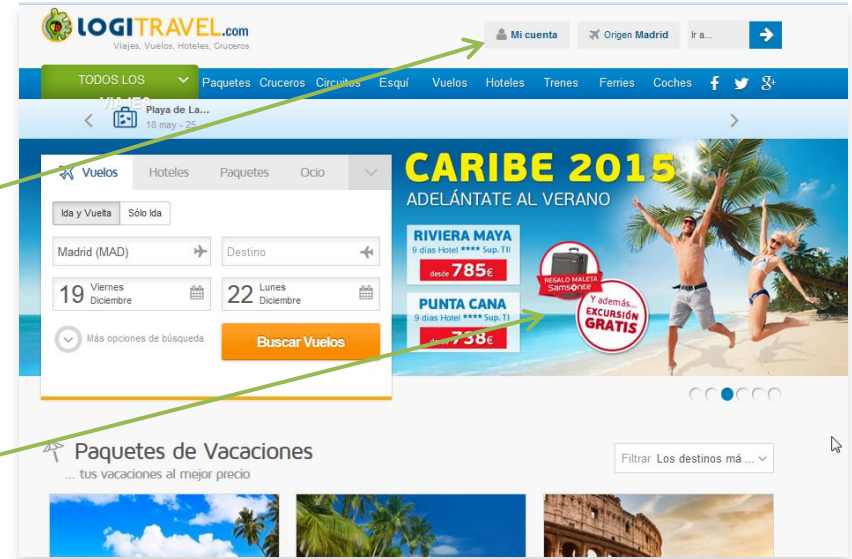 LOGITRAVEL.com
Viajes, Vuelos, Hoteles, Cruceros
Mi cuenta
Origen Madrid
Ir a...
TODOS LOS
VIAJES
Paquetes Cruceros Circuitos Esquí Vuelos Hoteles Trenes Ferries Coches
Playa de La...
18 may - 25
Vuelos Hoteles Paquetes Ocio
Ida y Vuelta Sólo Ida
Madrid (MAD) Destino
19 Viernes Diciembre
22 Lunes Diciembre
Más opciones de búsqueda
Buscar Vuelos
CARIBE 2015
ADELÁNTATE AL VERANO
RIVIERA MAYA
9 días Hotel **** Sup. TI
desde 785€
PUNTA CANA
9 días Hotel **** Sup. TI
desde 738€
REGALO MALETA
Samsonite
Y además...
EXCURSIÓN
GRATIS
Paquetes de Vacaciones
... tus vacaciones al mejor precio
Filtrar Los destinos má ...